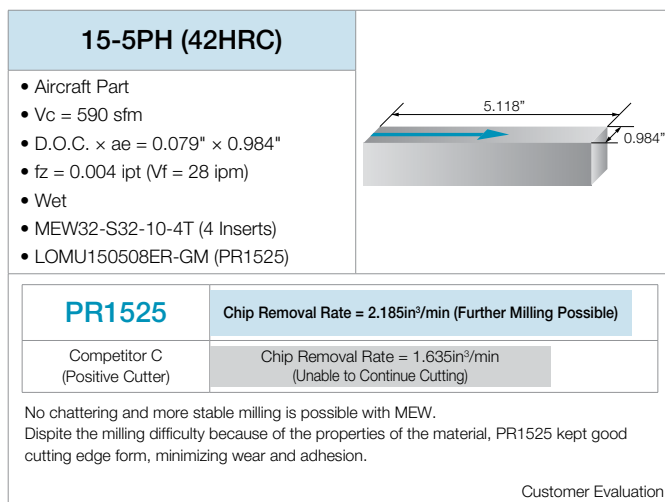 15-5PH (42HRC)
• Aircraft Part
• Vc = 590 sfm
• D.O.C. × ae = 0.079" × 0.984"
• fz = 0.004 ipt (Vf = 28 ipm)
• Wet
• MEW32-S32-10-4T (4 Inserts)
• LOMU150508ER-GM (PR1525)
5.118”
0.984”
PR1525
Chip Removal Rate = 2.185in³/min (Further Milling Possible)
Competitor C
(Positive Cutter)
Chip Removal Rate = 1.635in³/min
(Unable to Continue Cutting)
No chattering and more stable milling is possible with MEW.
Dispite the milling difficulty because of the properties of the material, PR1525 kept good
cutting edge form, minimizing wear and adhesion.
Customer Evaluation